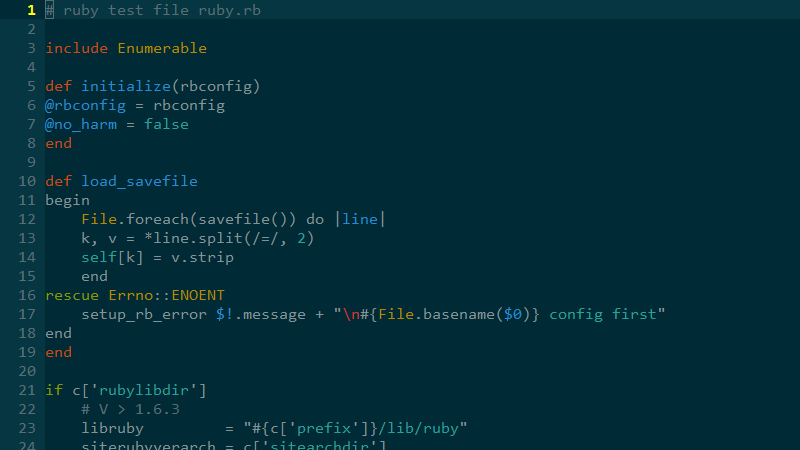 1 # ruby test file ruby.rb
2
3 include Enumerable
4
5 def initialize(rbconfig)
6 @rbconfig = rbconfig
7 @no_harm = false
8 end
9
10 def load_savefile
11 begin
12     File.foreach(savefile()) do |line|
13     k, v = *line.split(/=/, 2)
14     self[k] = v.strip
15     end
16 rescue Errno::ENOENT
17     setup_rb_error $!.message + "\n#{File.basename($0)} config first"
18 end
19 end
20
21 if c['rubylibdir']
22     # V > 1.6.3
23     libruby         = "#{c['prefix']}/lib/ruby"
24     siterubyverarch = c['sitearchdir']